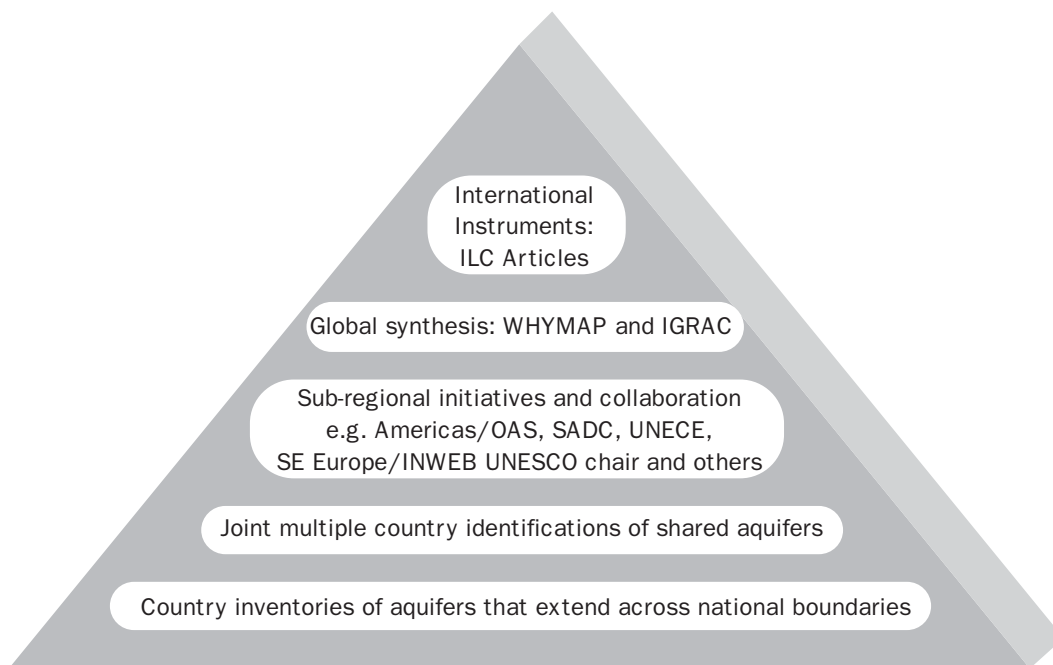 International
Instruments:
ILC Articles
Global synthesis: WHYMAP and IGRAC
Sub-regional initiatives and collaboration
e.g. Americas/OAS, SADC, UNECE,
SE Europe/INWEB UNESCO chair and others
Joint multiple country identifications of shared aquifers
Country inventories of aquifers that extend across national boundaries